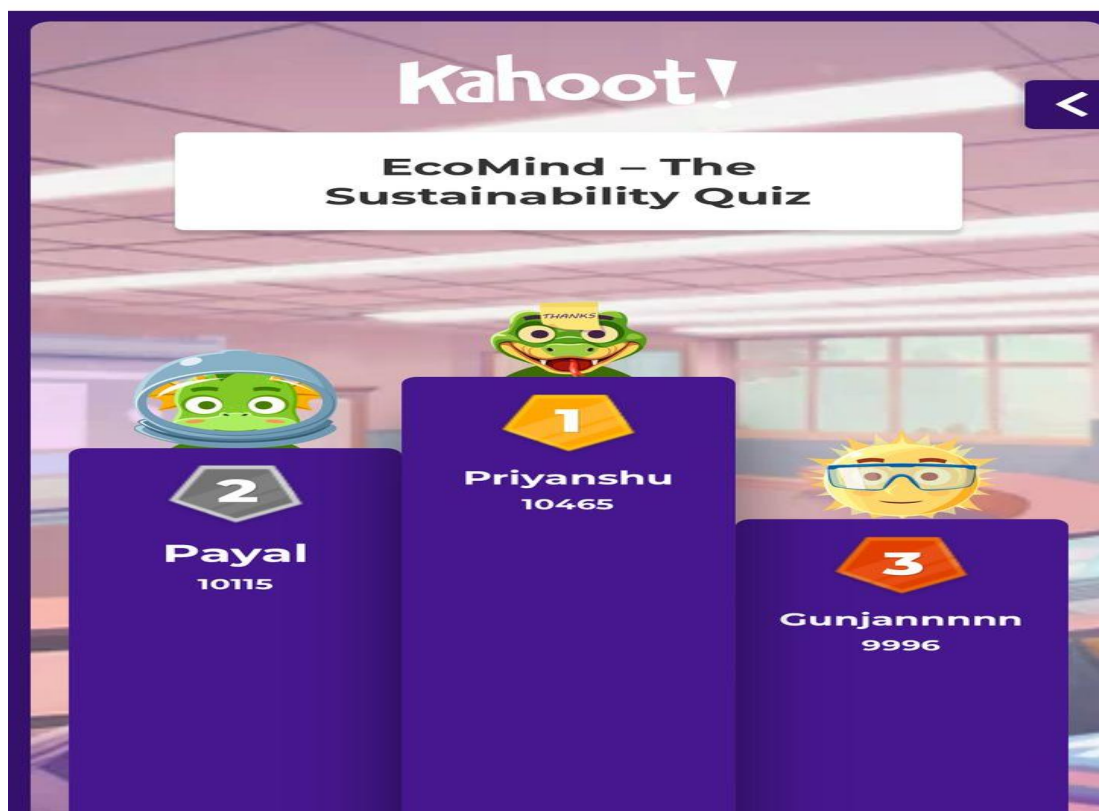 Kahoot!
EcoMind – The
Sustainability Quiz
THANKS
1
Priyanshu
10465
2
Payal
10115
3
Gunjannnnn
9996